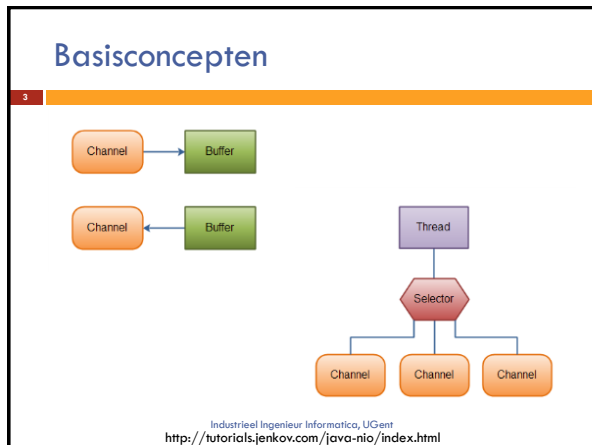 Basisconcepten
3
Channel
Buffer
Channel
Buffer
Thread
Selector
Channel
Channel
Channel
Industrieel Ingenieur Informatica, UGent
http://tutorials.jenkov.com/java-nio/index.html